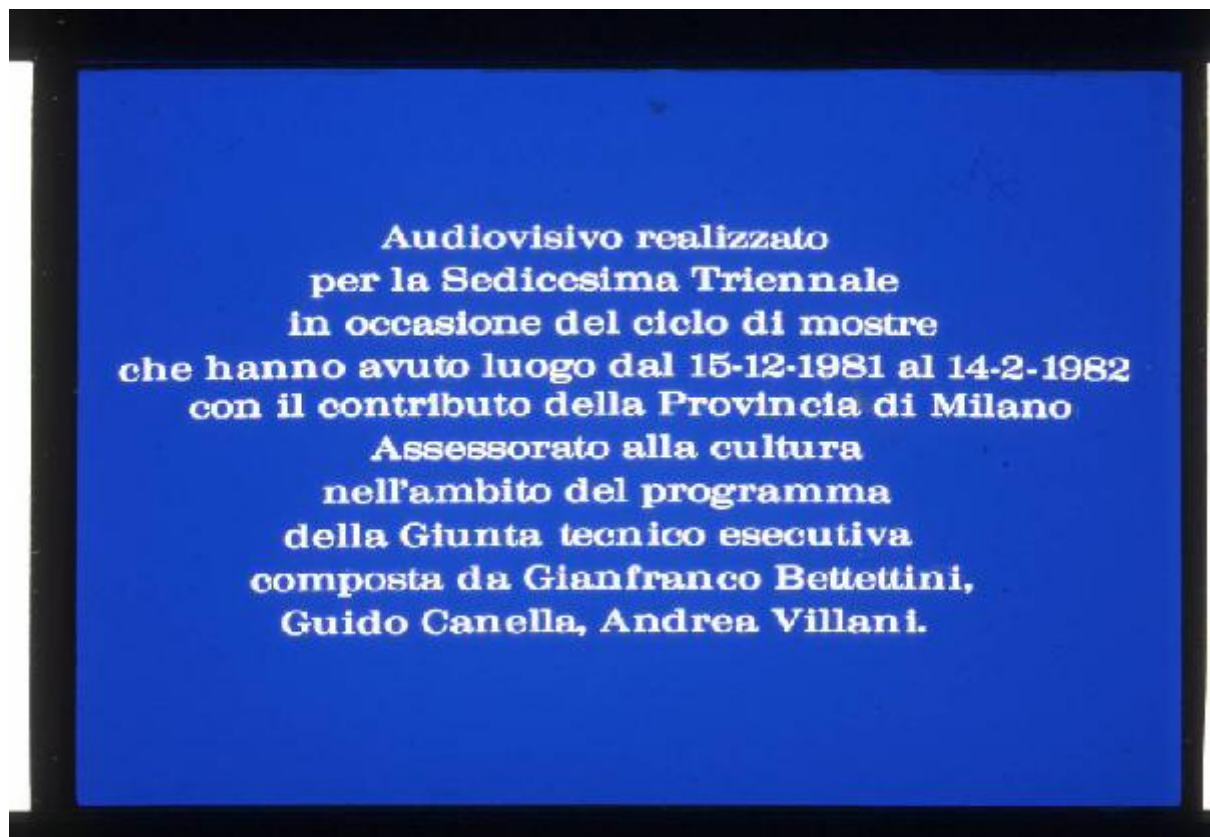 Audiovisivo realizzato
per la Sedicesima Triennale
in occasione del ciclo di mostre
che hanno avuto luogo dal 15-12-1981 al 14-2-1982
con il contributo della Provincia di Milano
Assessorato alla cultura
nell'ambito del programma
della Giunta tecnico esecutiva
composta da Gianfranco Bettettini,
Guido Canella, Andrea Villani.